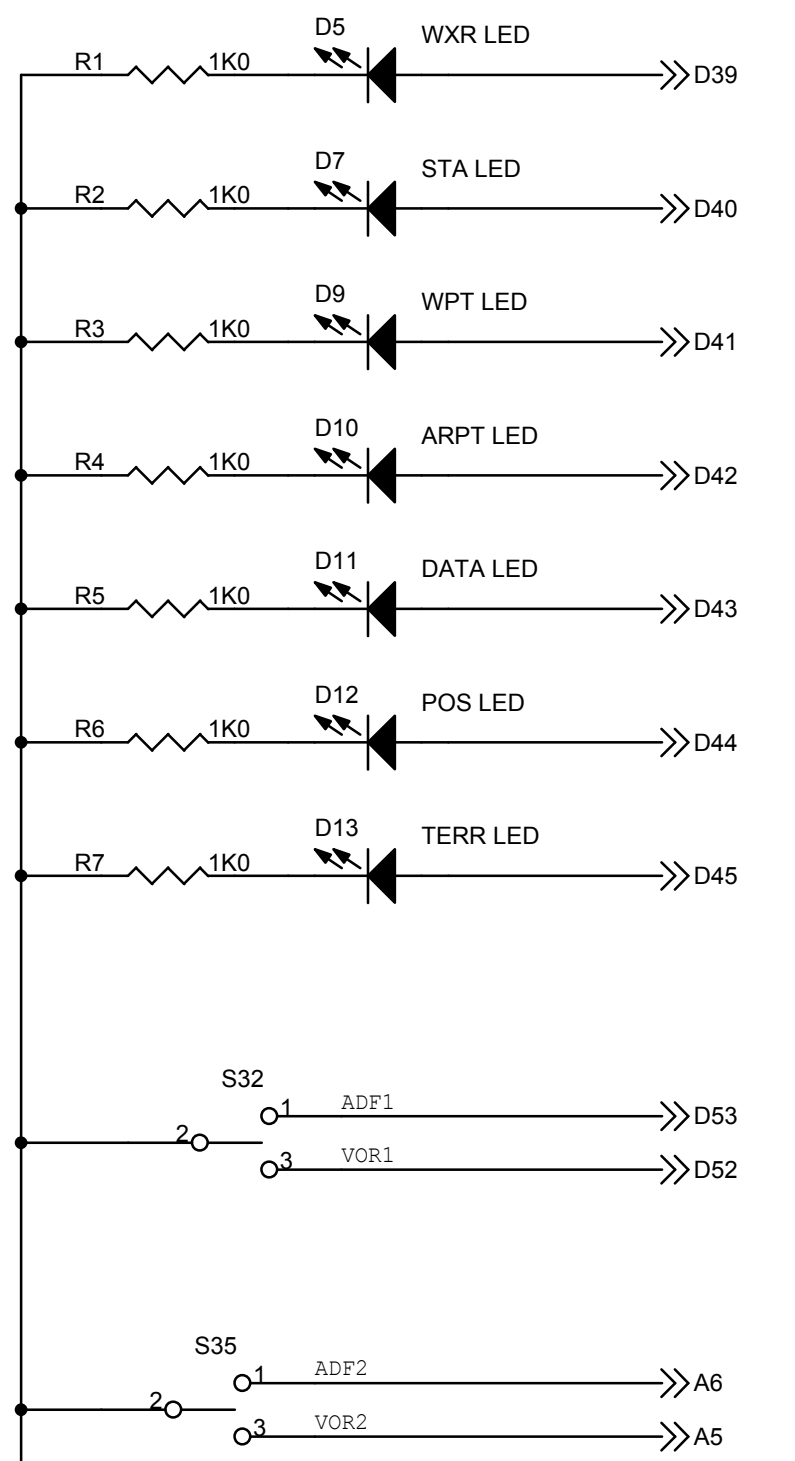 D5 WXR LED
R1 1K0 D39
D7 STA LED
R2 1K0 D40
D9 WPT LED
R3 1K0 D41
D10 ARPT LED
R4 1K0 D42
D11 DATA LED
R5 1K0 D43
D12 POS LED
R6 1K0 D44
D13 TERR LED
R7 1K0 D45
S32
1 ADF1 D53
2
3 VOR1 D52
S35
1 ADF2 A6
2
3 VOR2 A5